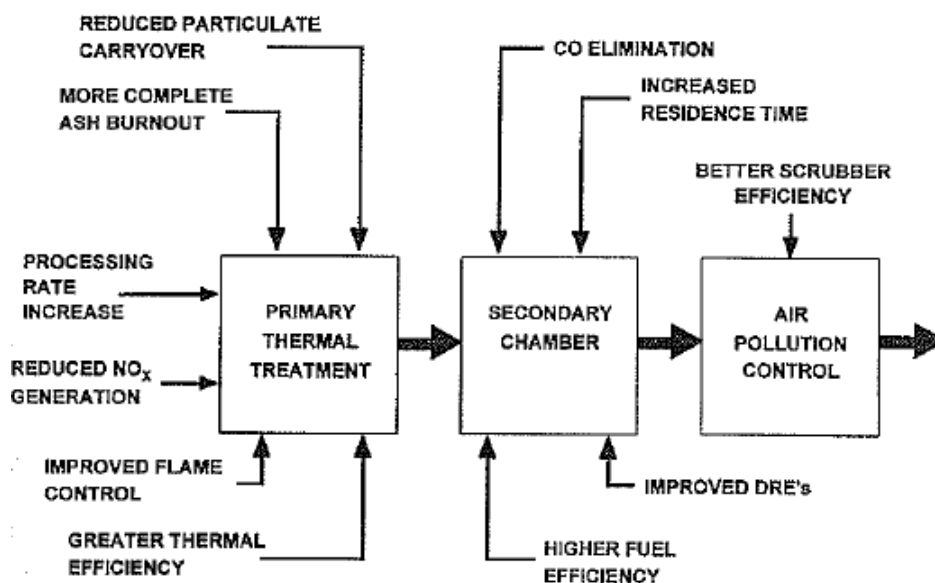 REDUCED PARTICULATE
CARRYOVER
MORE COMPLETE
ASH BURNOUT
CO ELIMINATION
INCREASED
RESIDENCE TIME
BETTER SCRUBBER
EFFICIENCY
PROCESSING
RATE
INCREASE
REDUCED NOX
GENERATION
PRIMARY
THERMAL
TREATMENT
SECONDARY
CHAMBER
AIR
POLLUTION
CONTROL
IMPROVED FLAME
CONTROL
GREATER THERMAL
EFFICIENCY
IMPROVED DRE's
HIGHER FUEL
EFFICIENCY